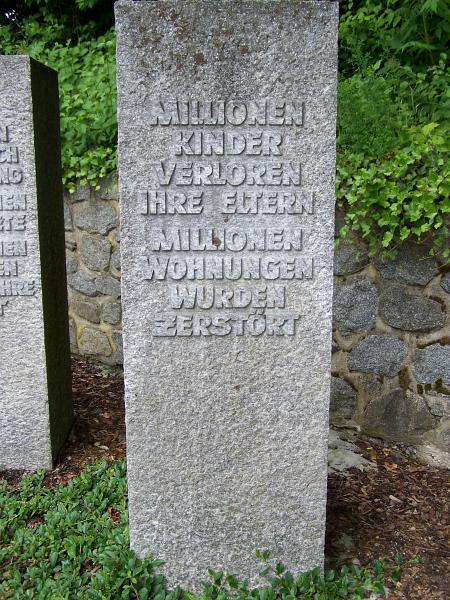 MILLIONEN
KINDER
VERLOREN
IHRE ELTERN
MILLIONEN
WOHNUNGEN
WURDEN
ZERSTÖRT